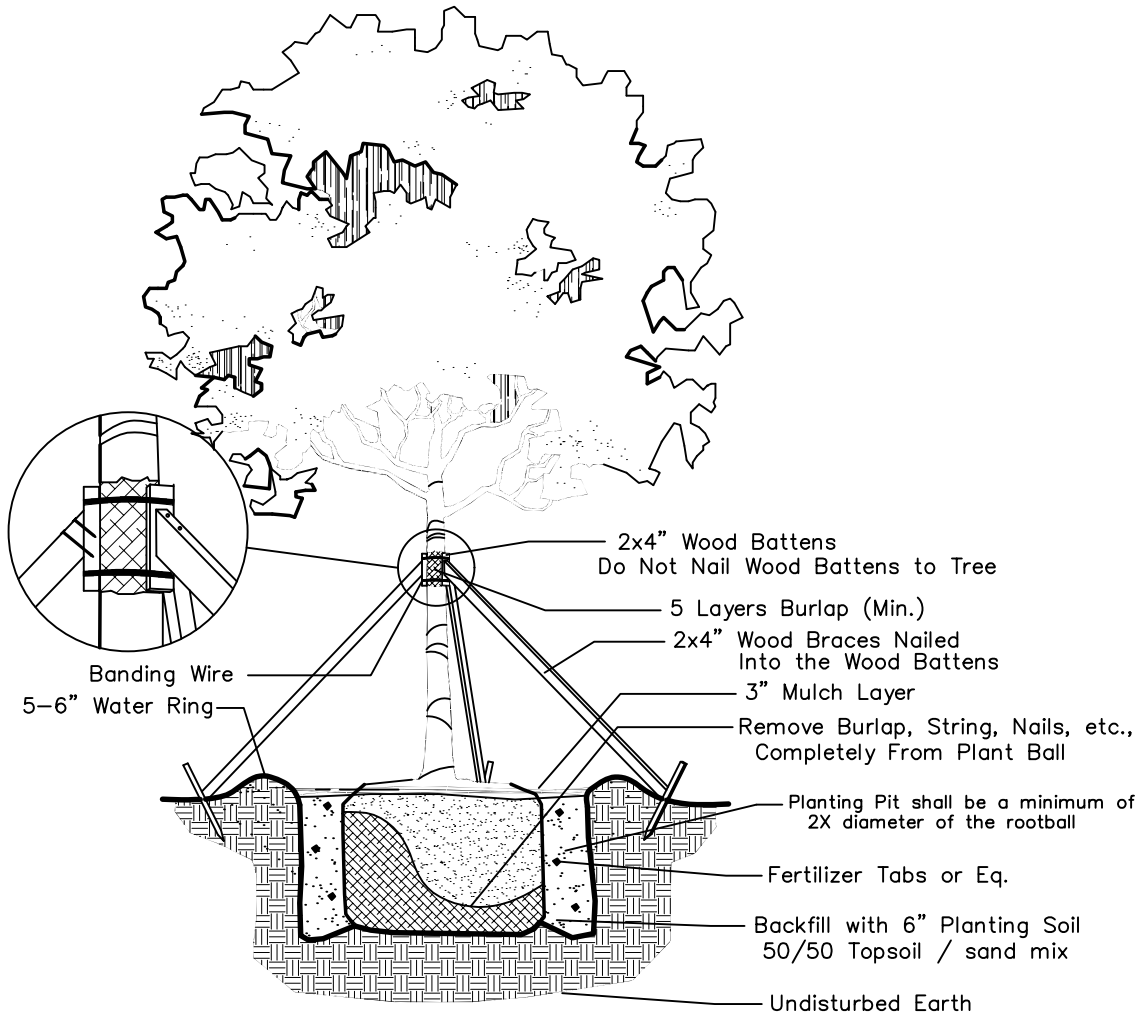 2x4” Wood Battens
Do Not Nail Wood Battens to Tree
5 Layers Burlap (Min.)
2x4” Wood Braces Nailed
Into the Wood Battens
Banding Wire
5–6” Water Ring
3” Mulch Layer
Remove Burlap, String, Nails, etc.,
Completely From Plant Ball
Planting Pit shall be a minimum of
2X diameter of the rootball
Fertilizer Tabs or Eq.
Backfill with 6” Planting Soil
50/50 Topsoil / sand mix
Undisturbed Earth